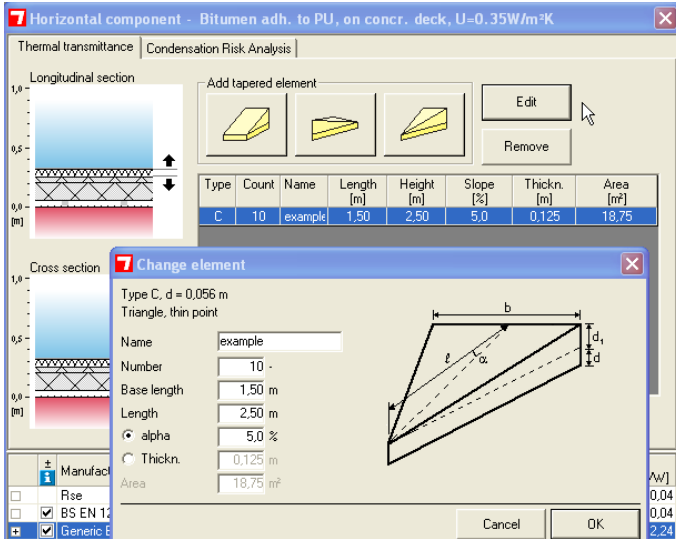 Horizontal component - Bitumen adh. to PU, on concr. deck, U=0.35W/m²K
Thermal transmittance Condensation Risk Analysis
Longitudinal section
1,0
0,5
0,0
[m]
Add tapered element
Edit
Remove
Type Count Name Length [m] Height [m] Slope [%] Thickn. [m] Area [m²]
C 10 example 1,50 2,50 5,0 0,125 18,75
Cross section
1,0
0,5
0,0
[m]
Change element
Type C, d = 0,056 m
Triangle, thin point
Name example
Number 10 -
Base length 1,50 m
Length 2,50 m
alpha 5,0 %
Thickn. 0,125 m
Area 18,75 m²
b
d₁
d
ℓ
α
Cancel OK
± Manufact /W]
i
Rse 0,04
BS EN 12 0,04
Generic B 2,24